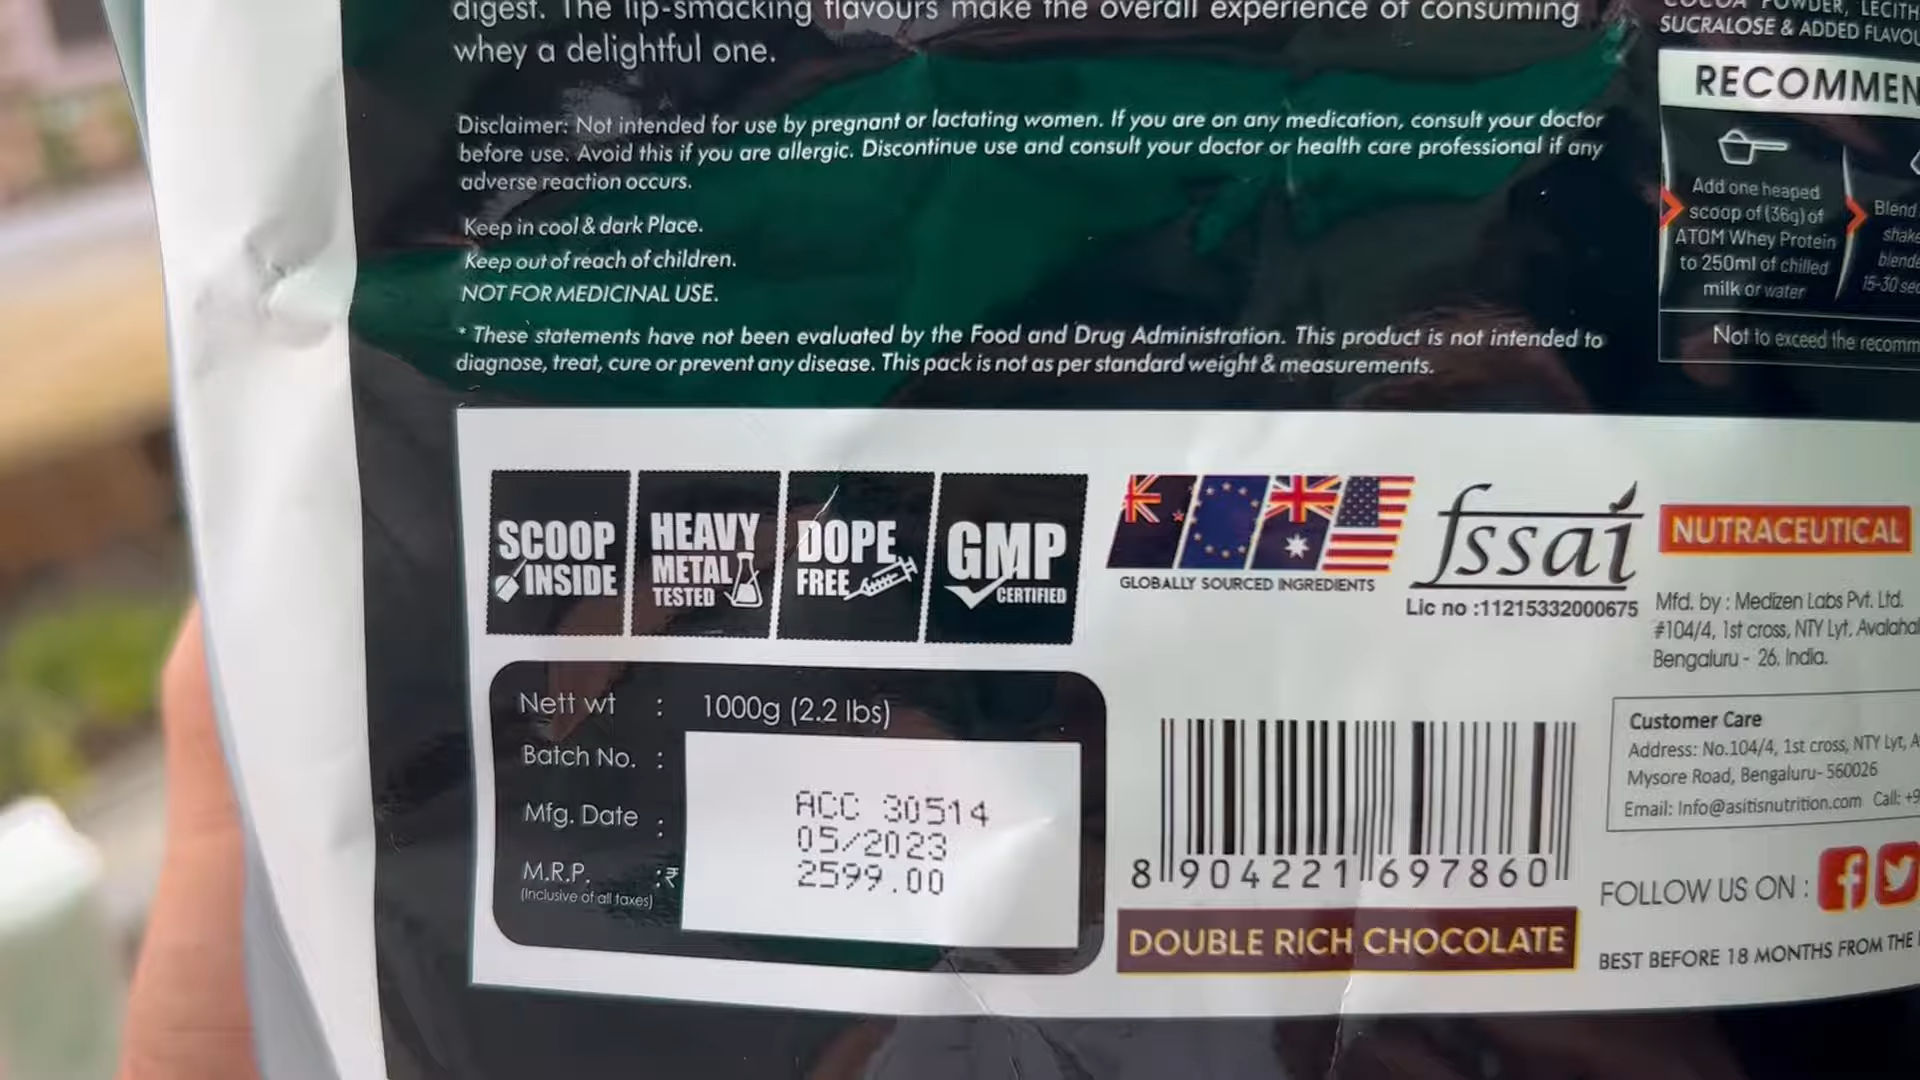 digest. The lip-smacking flavours make the overall experience of consuming
whey a delightful one.
Disclaimer: Not intended for use by pregnant or lactating women. If you are on any medication, consult your doctor
before use. Avoid this if you are allergic. Discontinue use and consult your doctor or health care professional if any
adverse reaction occurs.
Keep in cool & dark Place.
Keep out of reach of children.
NOT FOR MEDICINAL USE.
* These statements have not been evaluated by the Food and Drug Administration. This product is not intended to
diagnose, treat, cure or prevent any disease. This pack is not as per standard weight & measurements.
POWDER,
SUCRALOSE & ADDED
RECOMMEN
Add one heaped
scoop of (36g) of
ATOM Whey Protein
to 250ml of chilled
milk or water
Blend
shake
blende
15-30 sec
Not to exceed the recomm
SCOOP
INSIDE
HEAVY
METAL
TESTED
DOPE
FREE
GMP
CERTIFIED
GLOBALLY SOURCED INGREDIENTS
fssai
Lic no :11215332000675
NUTRACEUTICAL
Mfd. by : Medizen Labs Pvt. Ltd.
#104/4, 1st cross, NTY Lyt, Avalahal
Bengaluru - 26. India.
Nett wt : 1000g (2.2 lbs)
Batch No. : ACC 30514
Mfg. Date : 05/2023
M.R.P. :₹ 2599.00
(Inclusive of all taxes)
8 904221 697860
DOUBLE RICH CHOCOLATE
Customer Care
Address: No.104/4, 1st cross, NTY Lyt, A
Mysore Road, Bengaluru- 560026
Email: Info@asitisnutrition.com Call: +9
FOLLOW US ON :
BEST BEFORE 18 MONTHS FROM THE